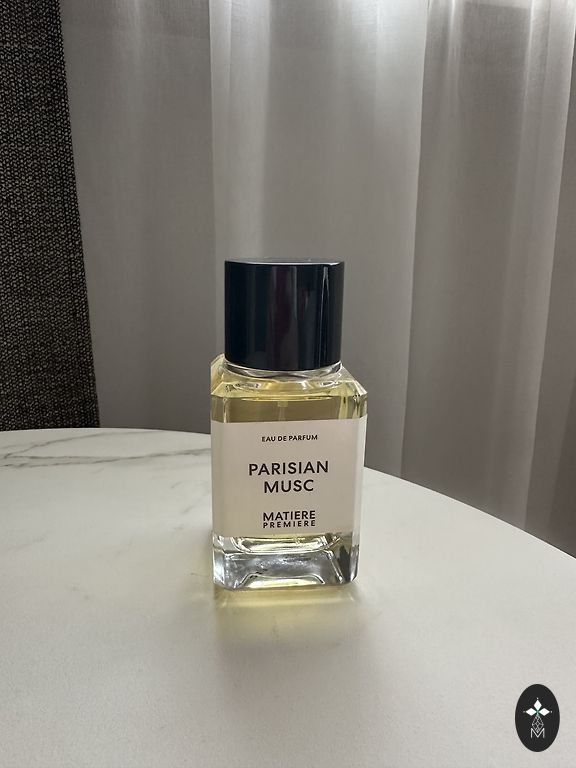 EAU DE PARFUM
PARISIAN
MUSC
MATIERE
PREMIERE
M